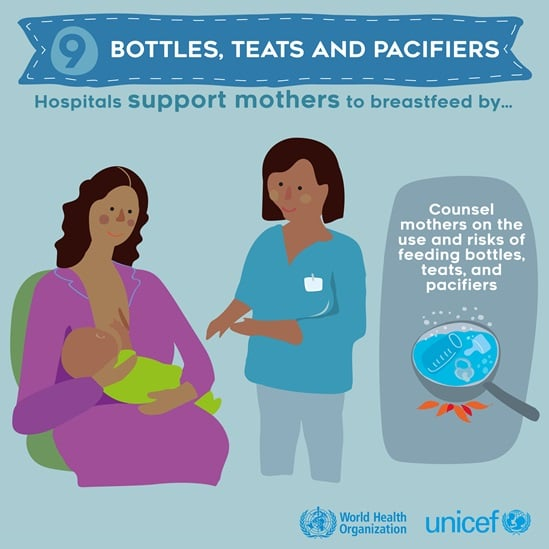 9 BOTTLES, TEATS AND PACIFIERS
Hospitals support mothers to breastfeed by...
Counsel
mothers on the
use and risks of
feeding bottles,
teats, and
pacifiers
World Health
Organization
unicef